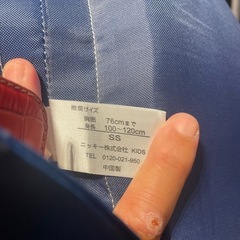 推奨サイズ
胸囲 76cmまで
身長 100～120cm
SS
ニッキー株式会社 KIDS
TEL 0120-021-950
中国製